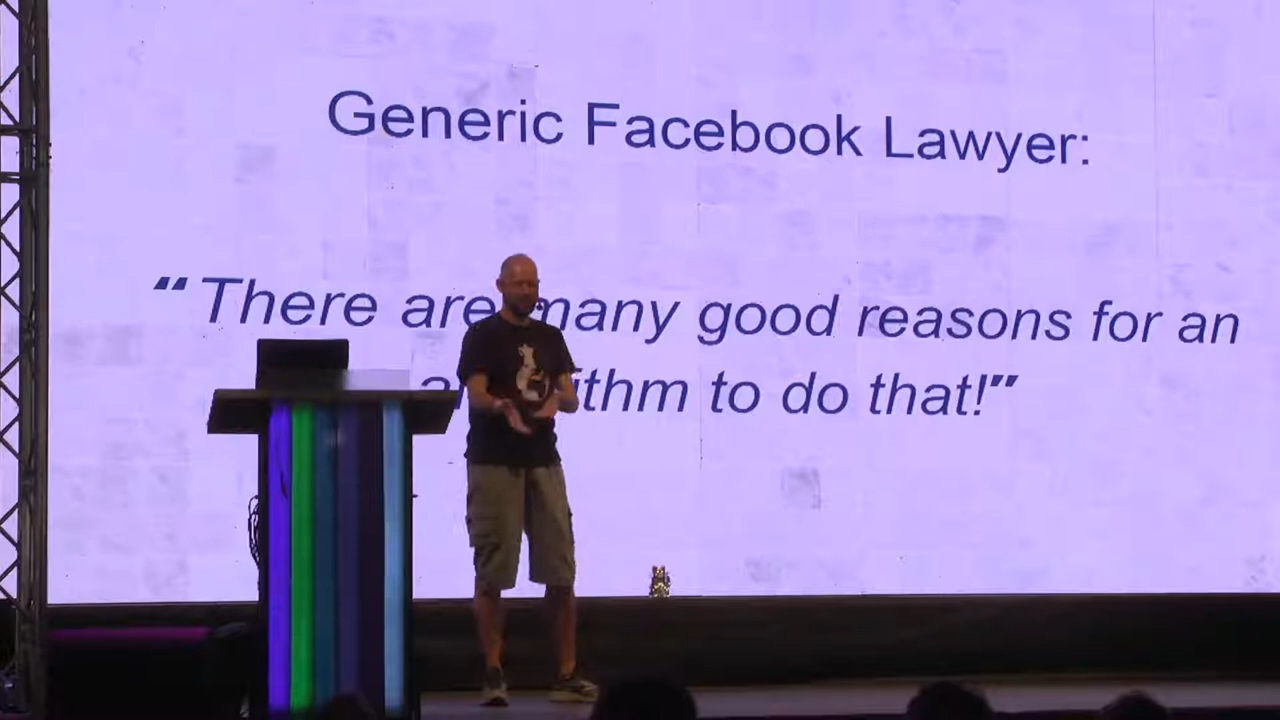 Generic Facebook Lawyer:
“There are many good reasons for an
to do that!”